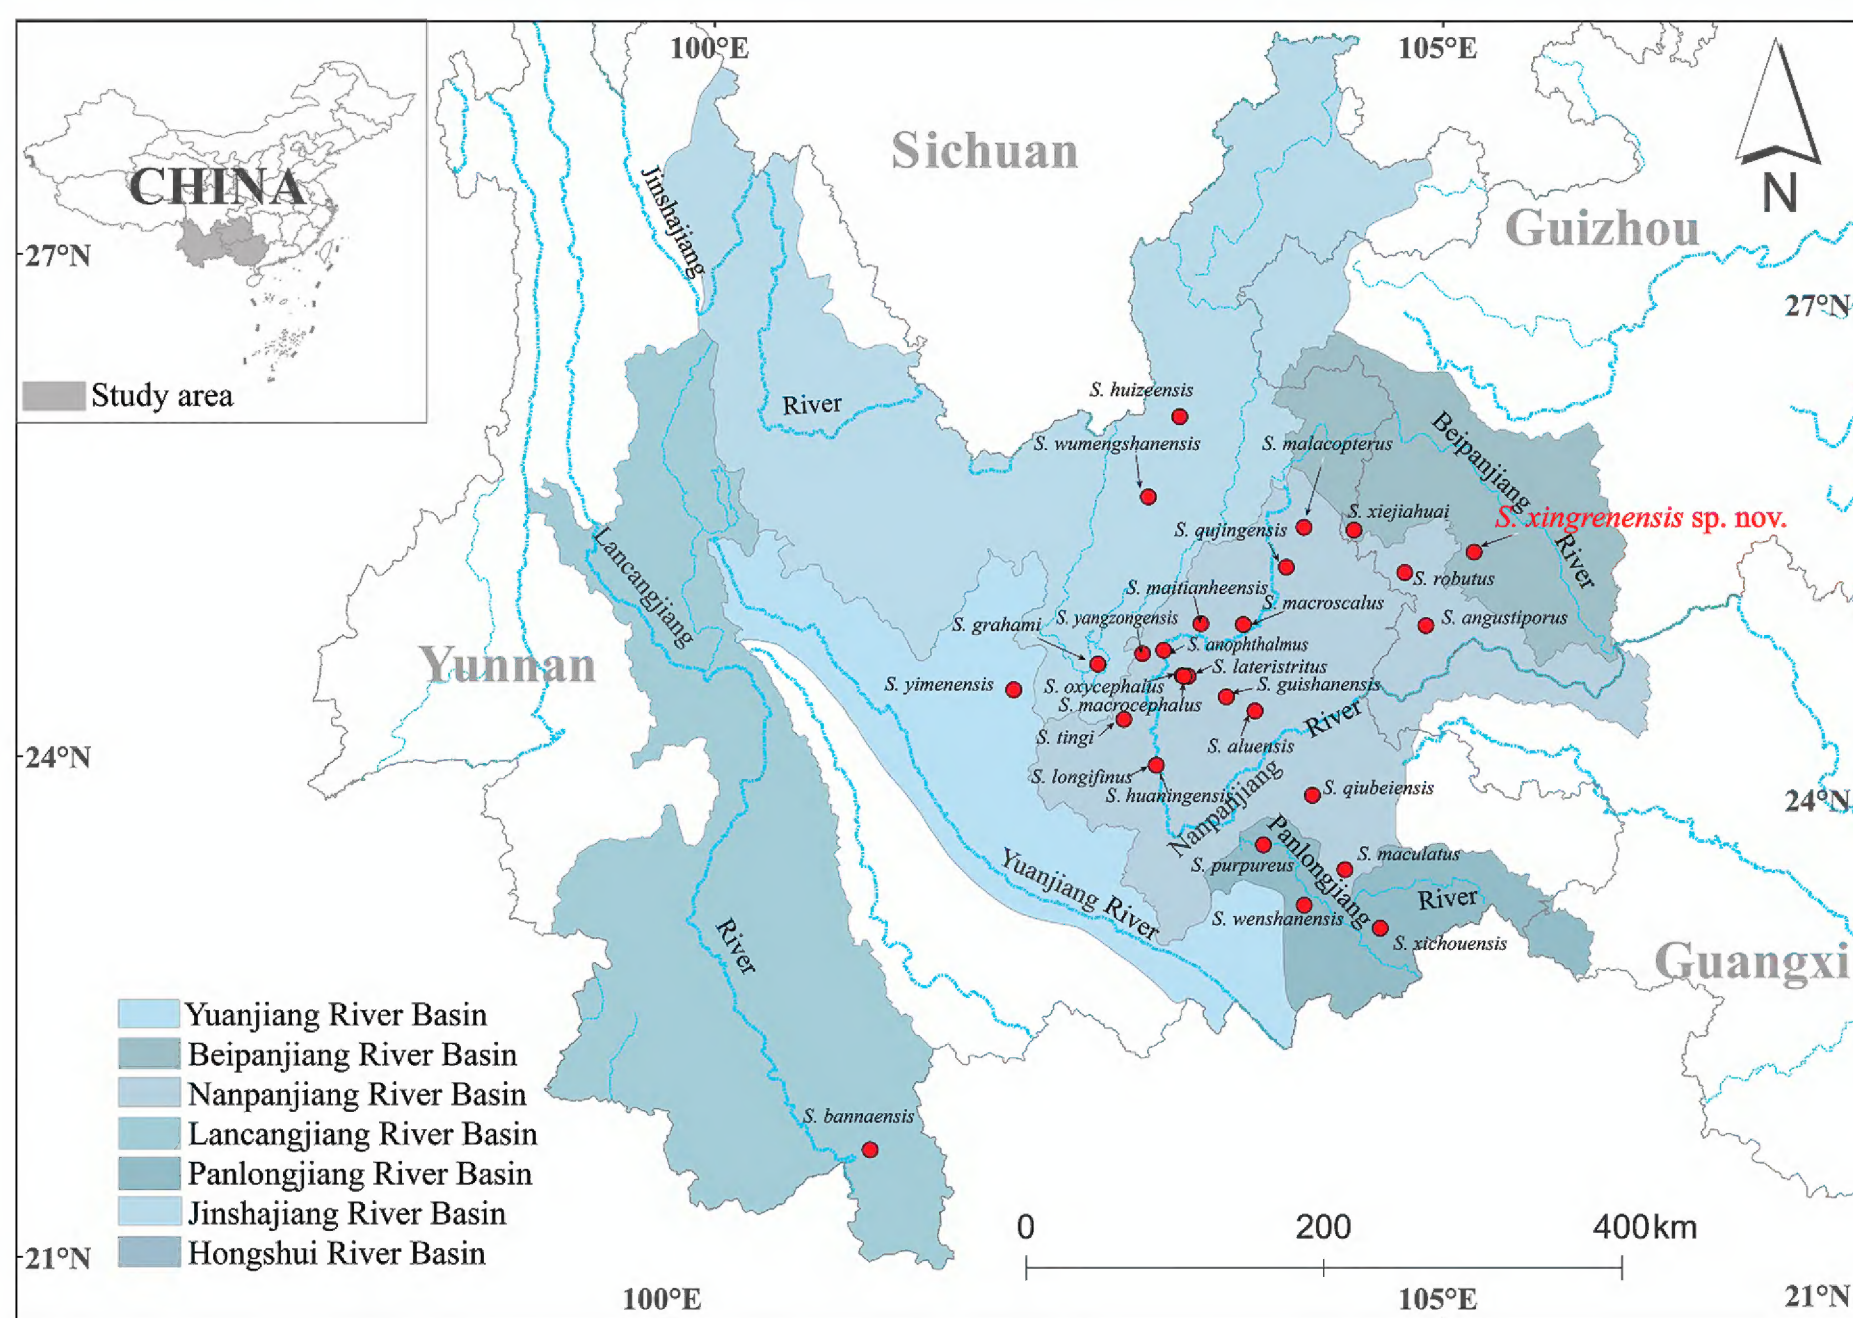 100°E
105°E
CHINA
Study area
Sichuan
Guizhou
N
27°N
27°N
Jinshajiang
River
S. huizeensis
S. wumengshanensis
S. malacopterus
Beipanjiang
River
S. xiejiahuai
S. xingrenensis sp. nov.
S. qujingensis
S. robutus
S. maitianheensis
S. macroscalus
S. angustiporus
S. grahami
S. yangzongensis
S. anophthalmus
S. lateristritus
S. oxycephalus
S. guishanensis
S. macrocephalus
S. yimenensis
Lancangjiang
River
Yunnan
S. tingi
S. aluensis
River
24°N
24°N
S. longifinus
S. huaningensis
Nanpanjiang
S. qiubeiensis
Panlongjiang
River
S. purpureus
S. maculatus
Yuanjiang River
S. wenshanensis
S. xichouensis
Guangxi
Yuanjiang River Basin
Beipanjiang River Basin
Nanpanjiang River Basin
Lancangjiang River Basin
Panlongjiang River Basin
Jinshajiang River Basin
Hongshui River Basin
S. bannaensis
0 200 400km
21°N
21°N
100°E
105°E